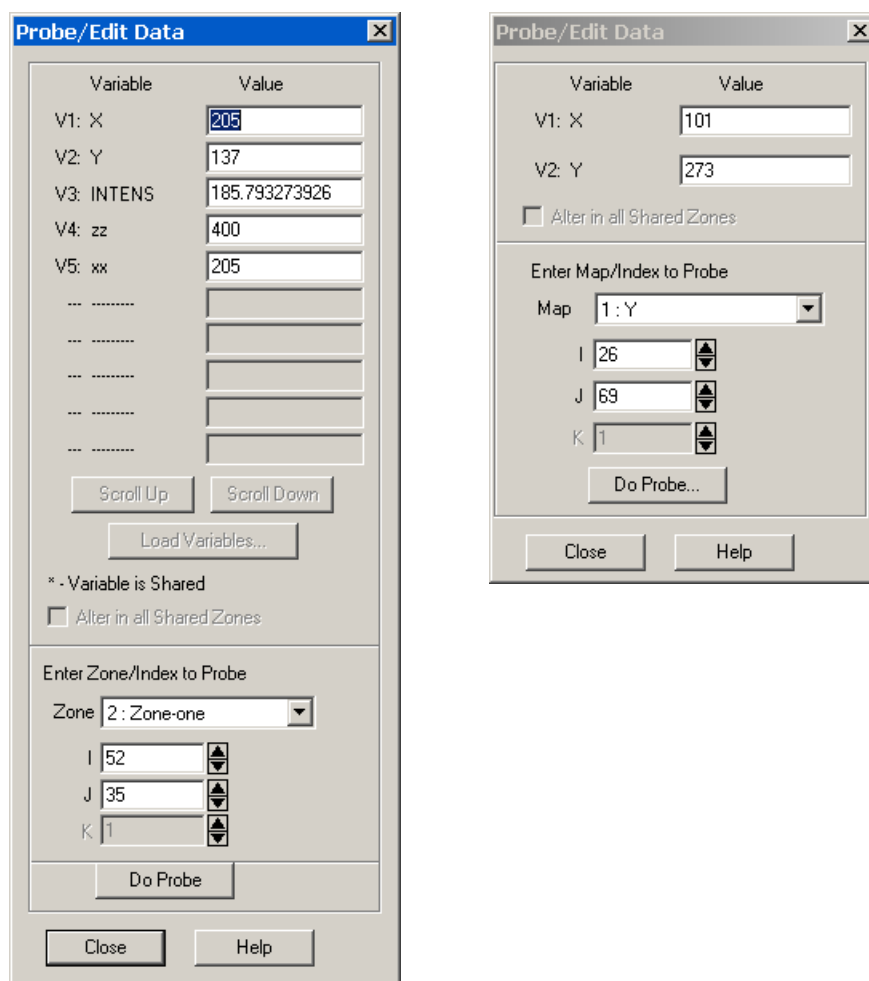 Probe/Edit Data
Variable Value
V1: X 205
V2: Y 137
V3: INTENS 185.793273926
V4: zz 400
V5: xx 205
--- ---------
--- ---------
--- ---------
--- ---------
--- ---------
Scroll Up Scroll Down
Load Variables...
* - Variable is Shared
Alter in all Shared Zones
Enter Zone/Index to Probe
Zone 2 : Zone-one
I 52
J 35
K 1
Do Probe
Close Help
Probe/Edit Data
Variable Value
V1: X 101
V2: Y 273
Alter in all Shared Zones
Enter Map/Index to Probe
Map 1 : Y
I 26
J 69
K 1
Do Probe...
Close Help